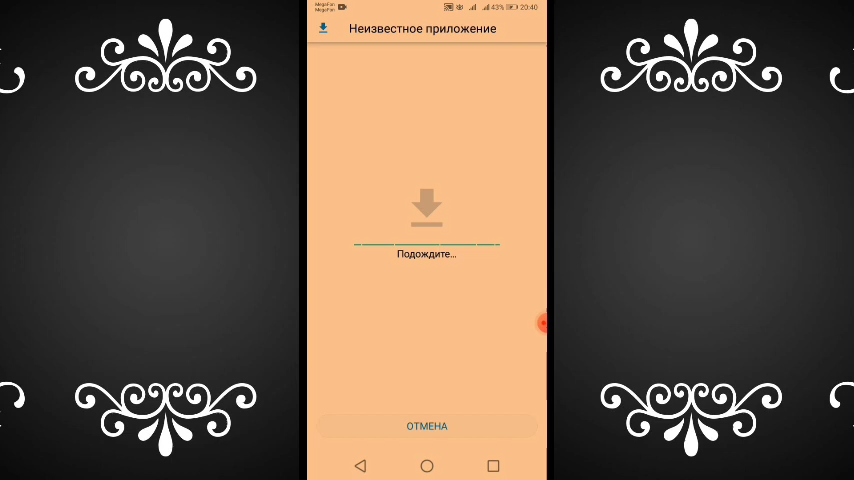 MegaFon
MegaFon
43% 20:40
Неизвестное приложение
Подождите...
ОТМЕНА